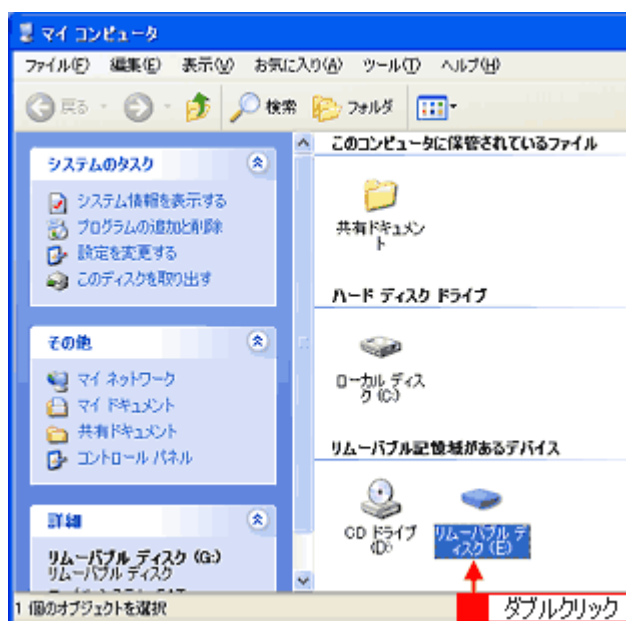 マイ コンピュータ
ファイル(F) 編集(E) 表示(V) お気に入り(A) ツール(T) ヘルプ(H)
戻る 検索 フォルダ
システムのタスク
システム情報を表示する
プログラムの追加と削除
設定を変更する
このディスクを取り出す
その他
マイ ネットワーク
マイ ドキュメント
共有ドキュメント
コントロール パネル
詳細
リムーバブル ディスク (G:)
リムーバブル ディスク
このコンピュータに保管されているファイル
共有ドキュメン
ト
ハード ディスク ドライブ
ローカル ディス
ク (C:)
リムーバブル記憶域があるデバイス
CD ドライブ
(D:)
リムーバブル デ
ィスク (E)
1 個のオブジェクトを選択
ダブルクリック